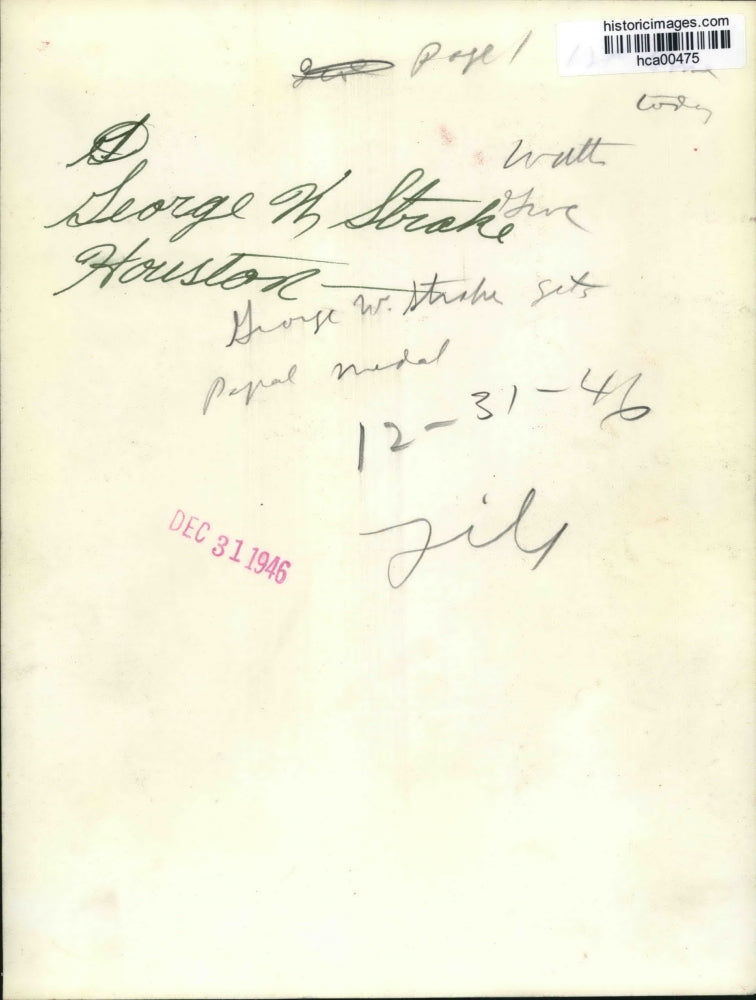 historicimages.com
hca00475
Page 1
today
Watts
George W Strake
Houston
George W. Strake gets
Papal medal
12-31-46
DEC 31 1946
file